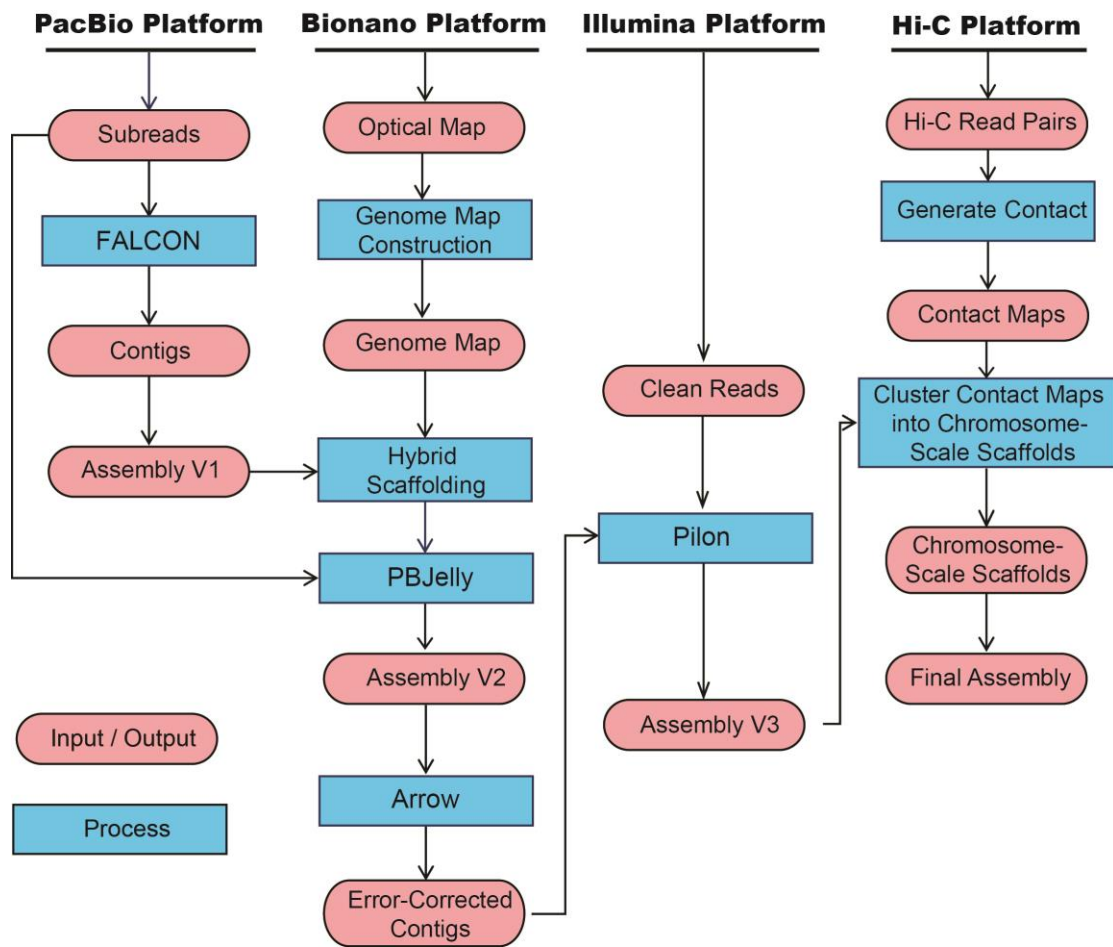 PacBio Platform
Subreads
FALCON
Contigs
Assembly V1
Bionano Platform
Optical Map
Genome Map
Construction
Genome Map
Hybrid
Scaffolding
PBJelly
Assembly V2
Arrow
Error-Corrected
Contigs
Illumina Platform
Clean Reads
Pilon
Assembly V3
Hi-C Platform
Hi-C Read Pairs
Generate Contact
Contact Maps
Cluster Contact Maps
into Chromosome-
Scale Scaffolds
Chromosome-
Scale Scaffolds
Final Assembly
Input / Output
Process